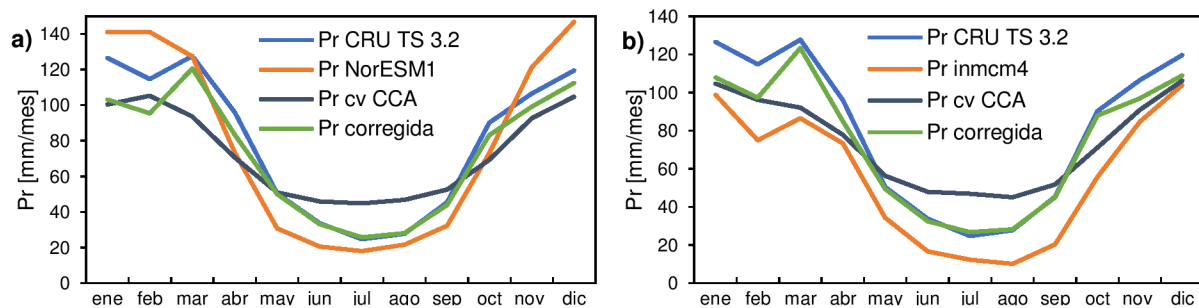 a)
Pr [mm/mes]
140
120
100
80
60
40
20
0
Pr CRU TS 3.2
Pr NorESM1
Pr cv CCA
Pr corregida
ene feb mar abr may jun jul ago sep oct nov dic
b)
Pr [mm/mes]
140
120
100
80
60
40
20
0
Pr CRU TS 3.2
Pr inmcm4
Pr cv CCA
Pr corregida
ene feb mar abr may jun jul ago sep oct nov dic